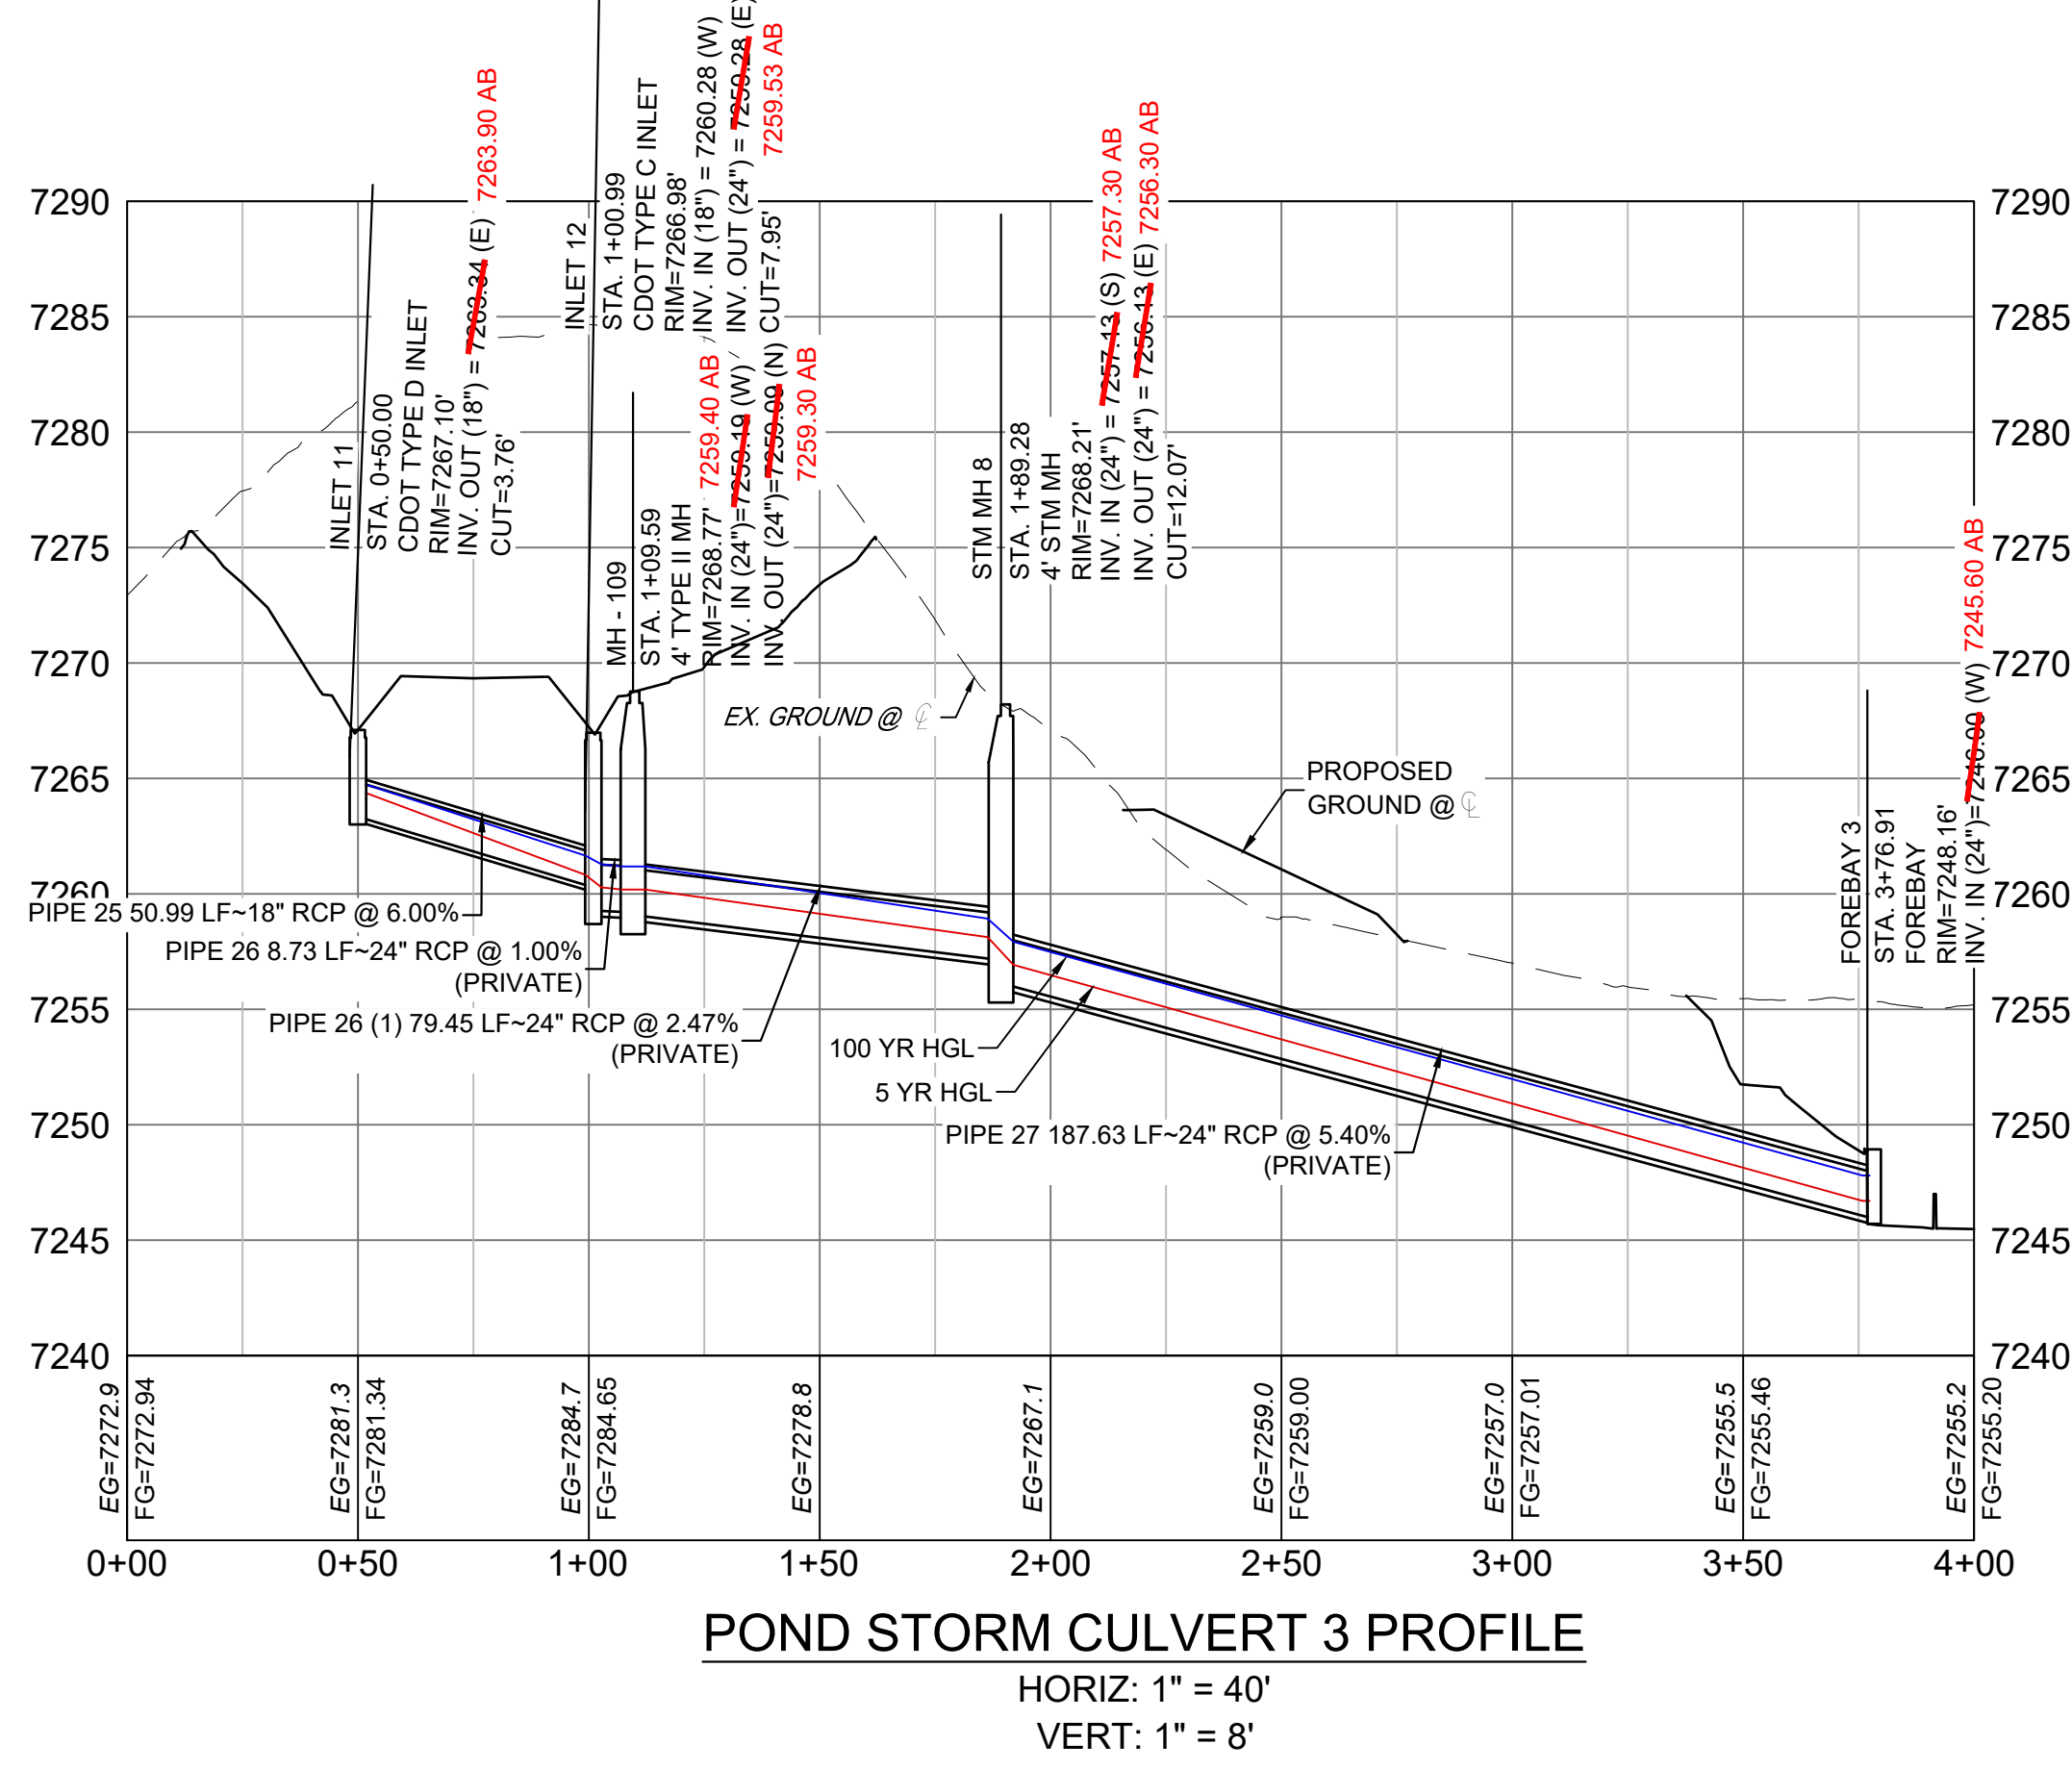 INLET 11
STA. 0+50.00
CDOT TYPE D INLET
RIM=7267.10'
INV. OUT (18") = 7263.34 (E) 7263.90 AB
CUT=3.76'
INLET 12
STA. 1+00.99
CDOT TYPE C INLET
RIM=7266.98'
INV. IN (18") = 7260.28 (W)
INV. OUT (24") = 7259.28 (E)
7259.53 AB
CUT=7.95'
MH - 109
STA. 1+09.59
4' TYPE II MH
RIM=7268.77'
INV. IN (24")=7259.19 (W)
7259.40 AB
INV. OUT (24")=7259.09 (N)
7259.30 AB
STM MH 8
STA. 1+89.28
4' STM MH
RIM=7268.21'
INV. IN (24") = 7257.13 (S) 7257.30 AB
INV. OUT (24") = 7256.13 (E) 7256.30 AB
CUT=12.07'
FOREBAY 3
STA. 3+76.91
FOREBAY
RIM=7248.16'
INV. IN (24")=7246.00 (W) 7245.60 AB
7290 7290
7285 7285
7280 7280
7275 7275
7270 7270
7265 7265
7260 7260
7255 7255
7250 7250
7245 7245
7240 7240
EX. GROUND @ ℄
PROPOSED
GROUND @ ℄
PIPE 25 50.99 LF~18" RCP @ 6.00%
PIPE 26 8.73 LF~24" RCP @ 1.00%
(PRIVATE)
PIPE 26 (1) 79.45 LF~24" RCP @ 2.47%
(PRIVATE)
100 YR HGL
5 YR HGL
PIPE 27 187.63 LF~24" RCP @ 5.40%
(PRIVATE)
EG=7272.9
FG=7272.94
EG=7281.3
FG=7281.34
EG=7284.7
FG=7284.65
EG=7278.8
EG=7267.1
EG=7259.0
FG=7259.00
EG=7257.0
FG=7257.01
EG=7255.5
FG=7255.46
EG=7255.2
FG=7255.20
0+00 0+50 1+00 1+50 2+00 2+50 3+00 3+50 4+00
POND STORM CULVERT 3 PROFILE
HORIZ: 1" = 40'
VERT: 1" = 8'